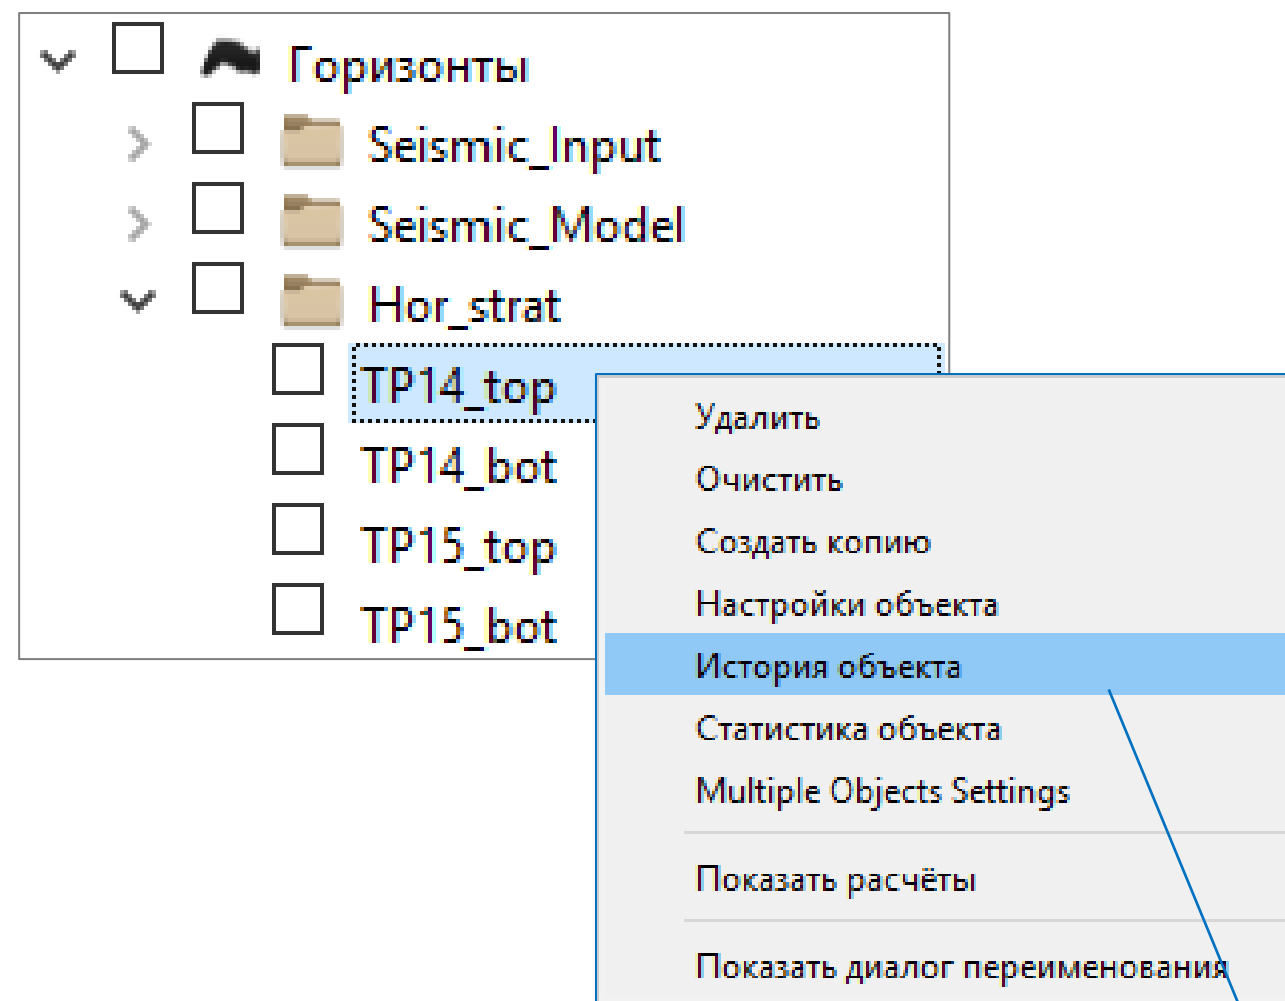 Горизонты
Seismic_Input
Seismic_Model
Hor_strat
TP14_top
TP14_bot
TP15_top
TP15_bot
Удалить
Очистить
Создать копию
Настройки объекта
История объекта
Статистика объекта
Multiple Objects Settings
Показать расчёты
Показать диалог переименования